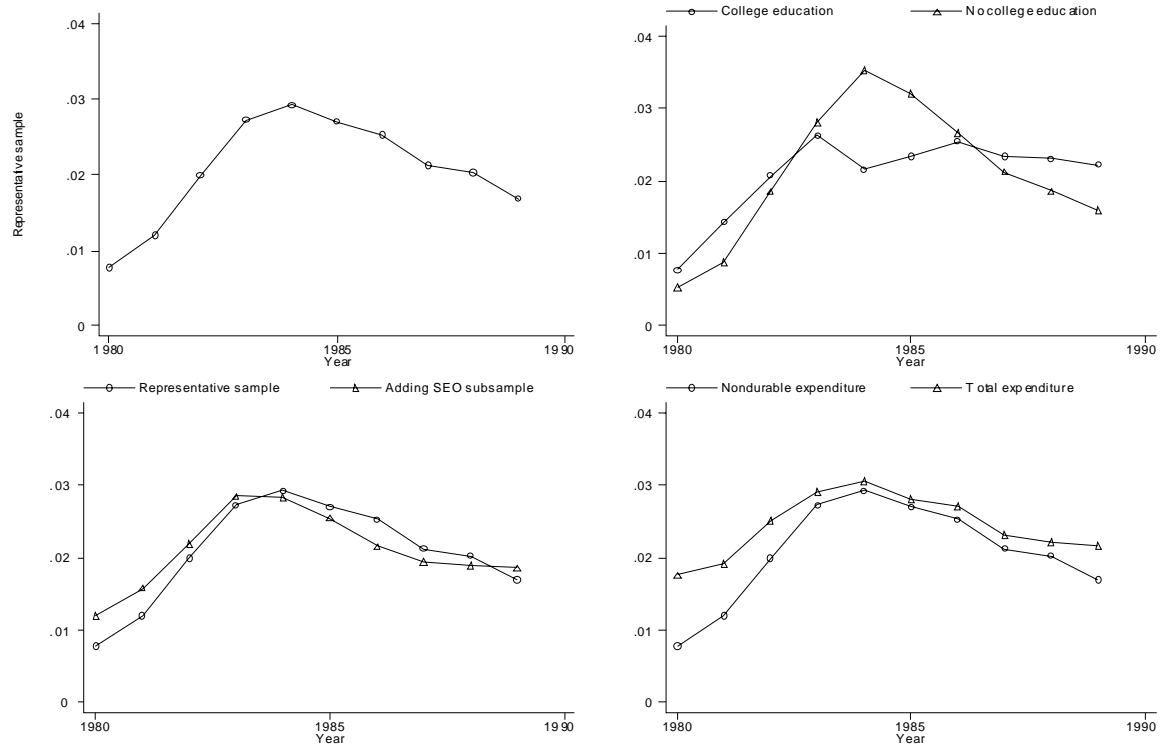 .04
.03
.02
.01
0
Representative sample
1980
1985
1990
Year
College education
No college education
.04
.03
.02
.01
0
1980
1985
1990
Year
Representative sample
Adding SEO subsample
.04
.03
.02
.01
0
1980
1985
1990
Year
Nondurable expenditure
Total expenditure
.04
.03
.02
.01
0
1980
1985
1990
Year